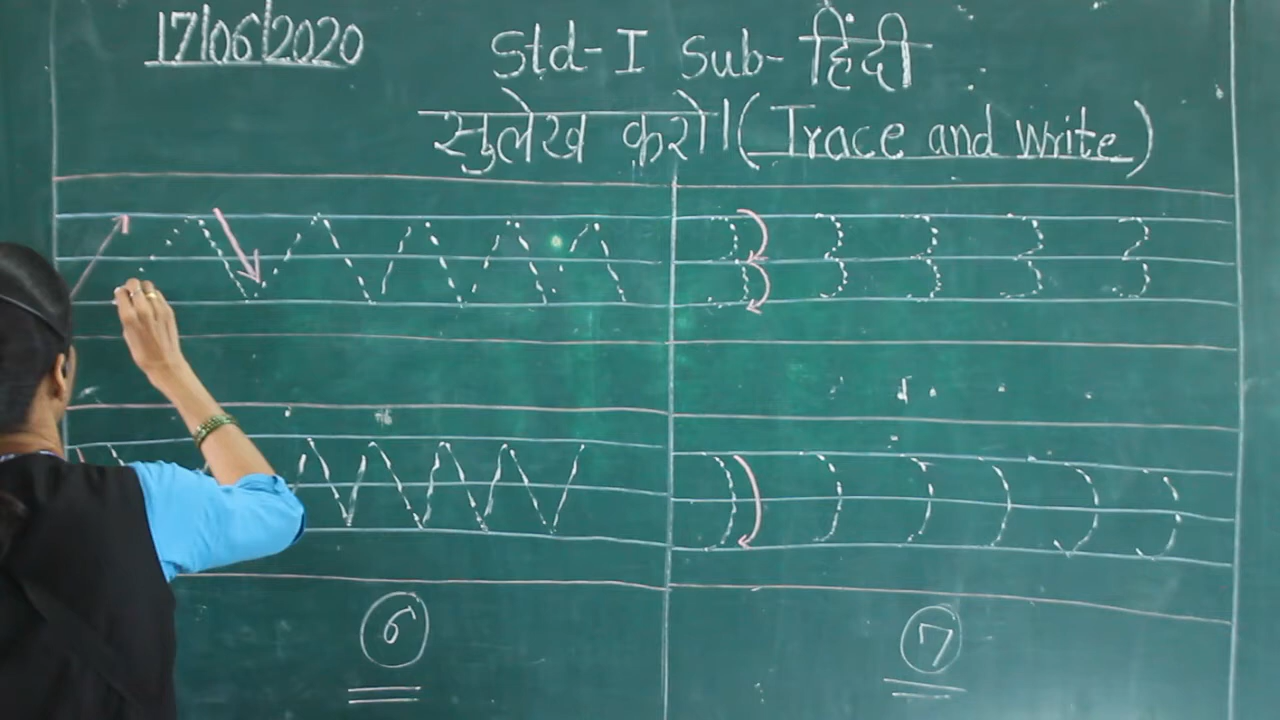 17/06/2020
Std-I Sub-हिंदी
सुलेख करो। (Trace and Write)
6
7